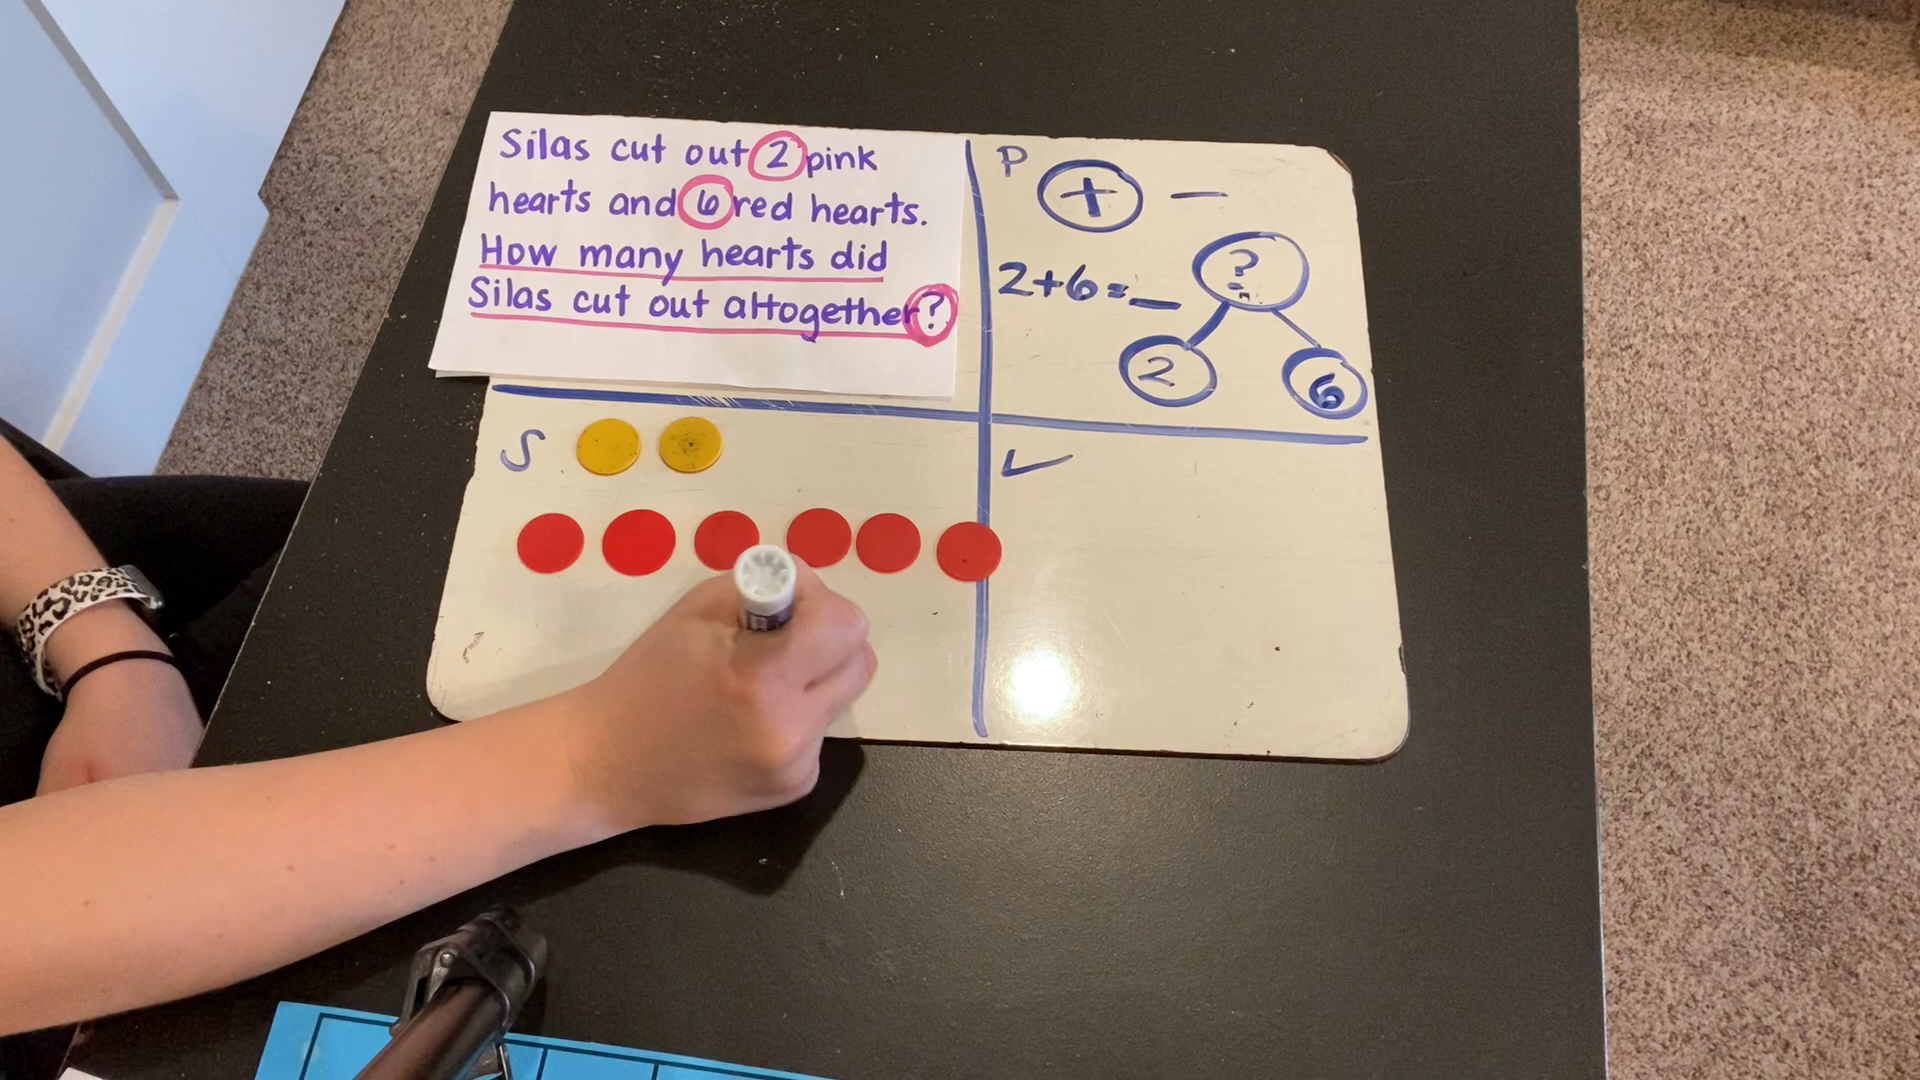 Silas cut out 2 pink
hearts and 6 red hearts.
How many hearts did
Silas cut out altogether?
P
+ -
2+6=_
?
2 6
S
✓